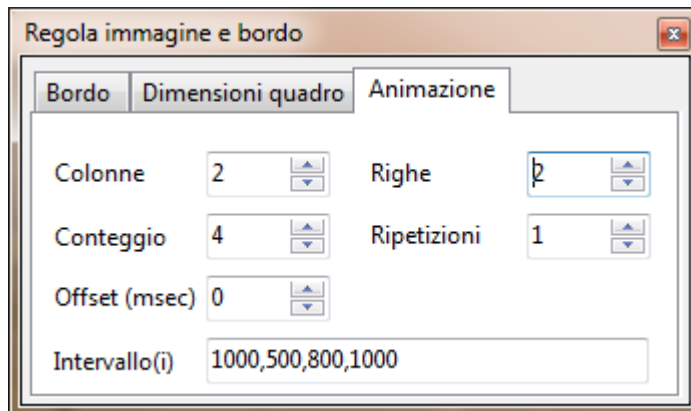 Regola immagine e bordo
Bordo Dimensioni quadro Animazione
Colonne 2 Righe 2
Conteggio 4 Ripetizioni 1
Offset (msec) 0
Intervallo(i) 1000,500,800,1000